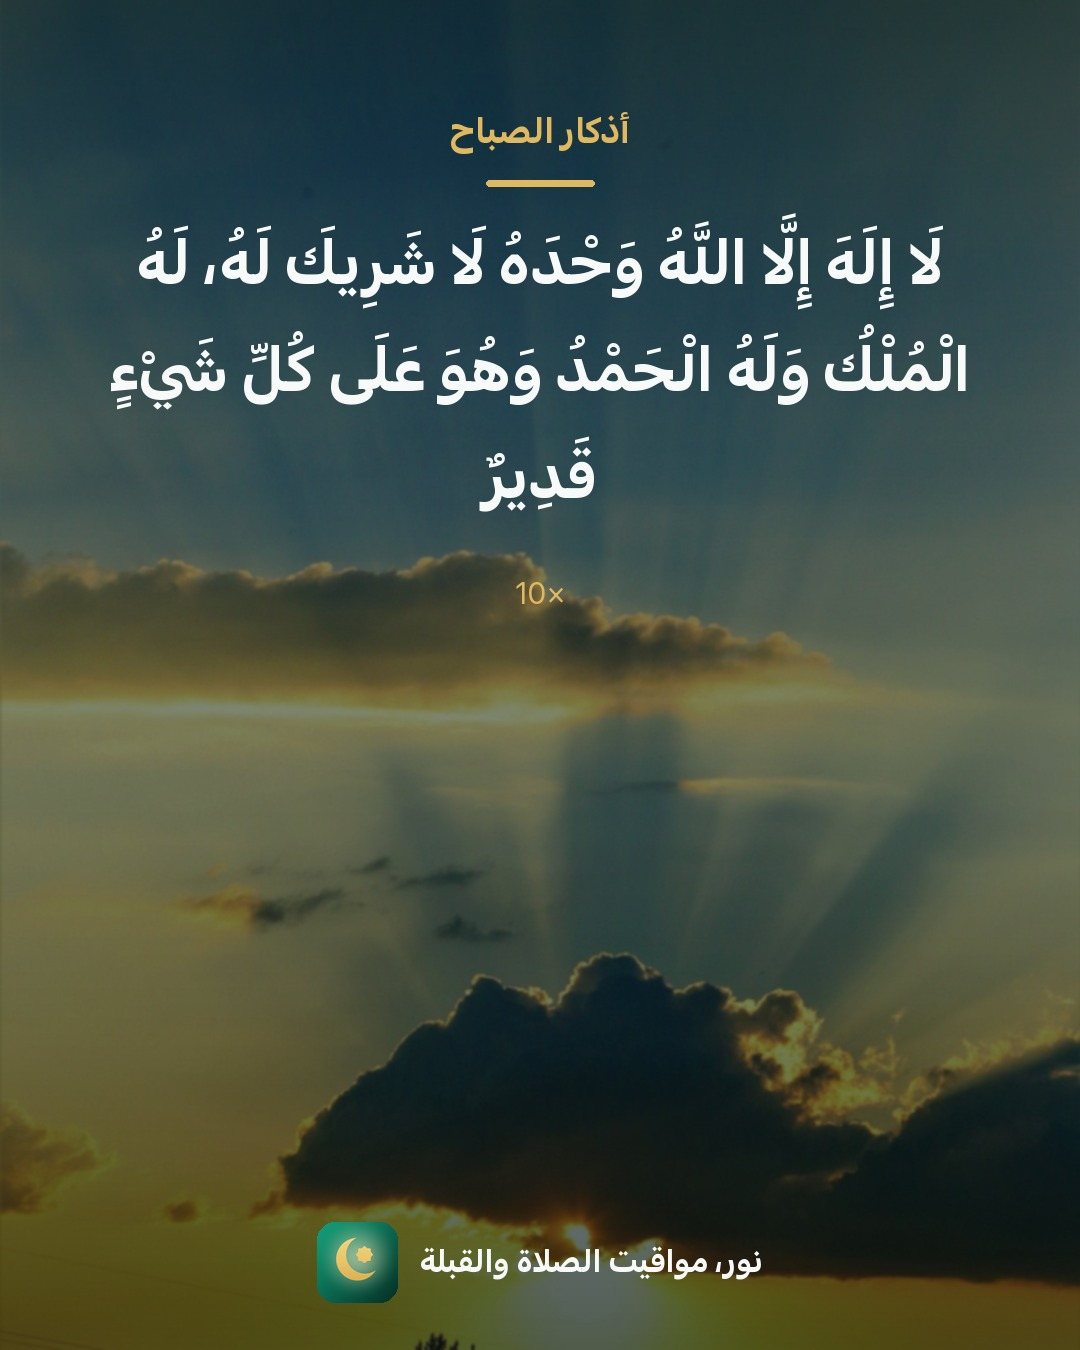 أذكار الصباح
لَا إِلَهَ إِلَّا اللَّهُ وَحْدَهُ لَا شَرِيكَ لَهُ، لَهُ
الْمُلْكُ وَلَهُ الْحَمْدُ وَهُوَ عَلَى كُلِّ شَيْءٍ
قَدِيرٌ
10×
نور، مواقيت الصلاة والقبلة